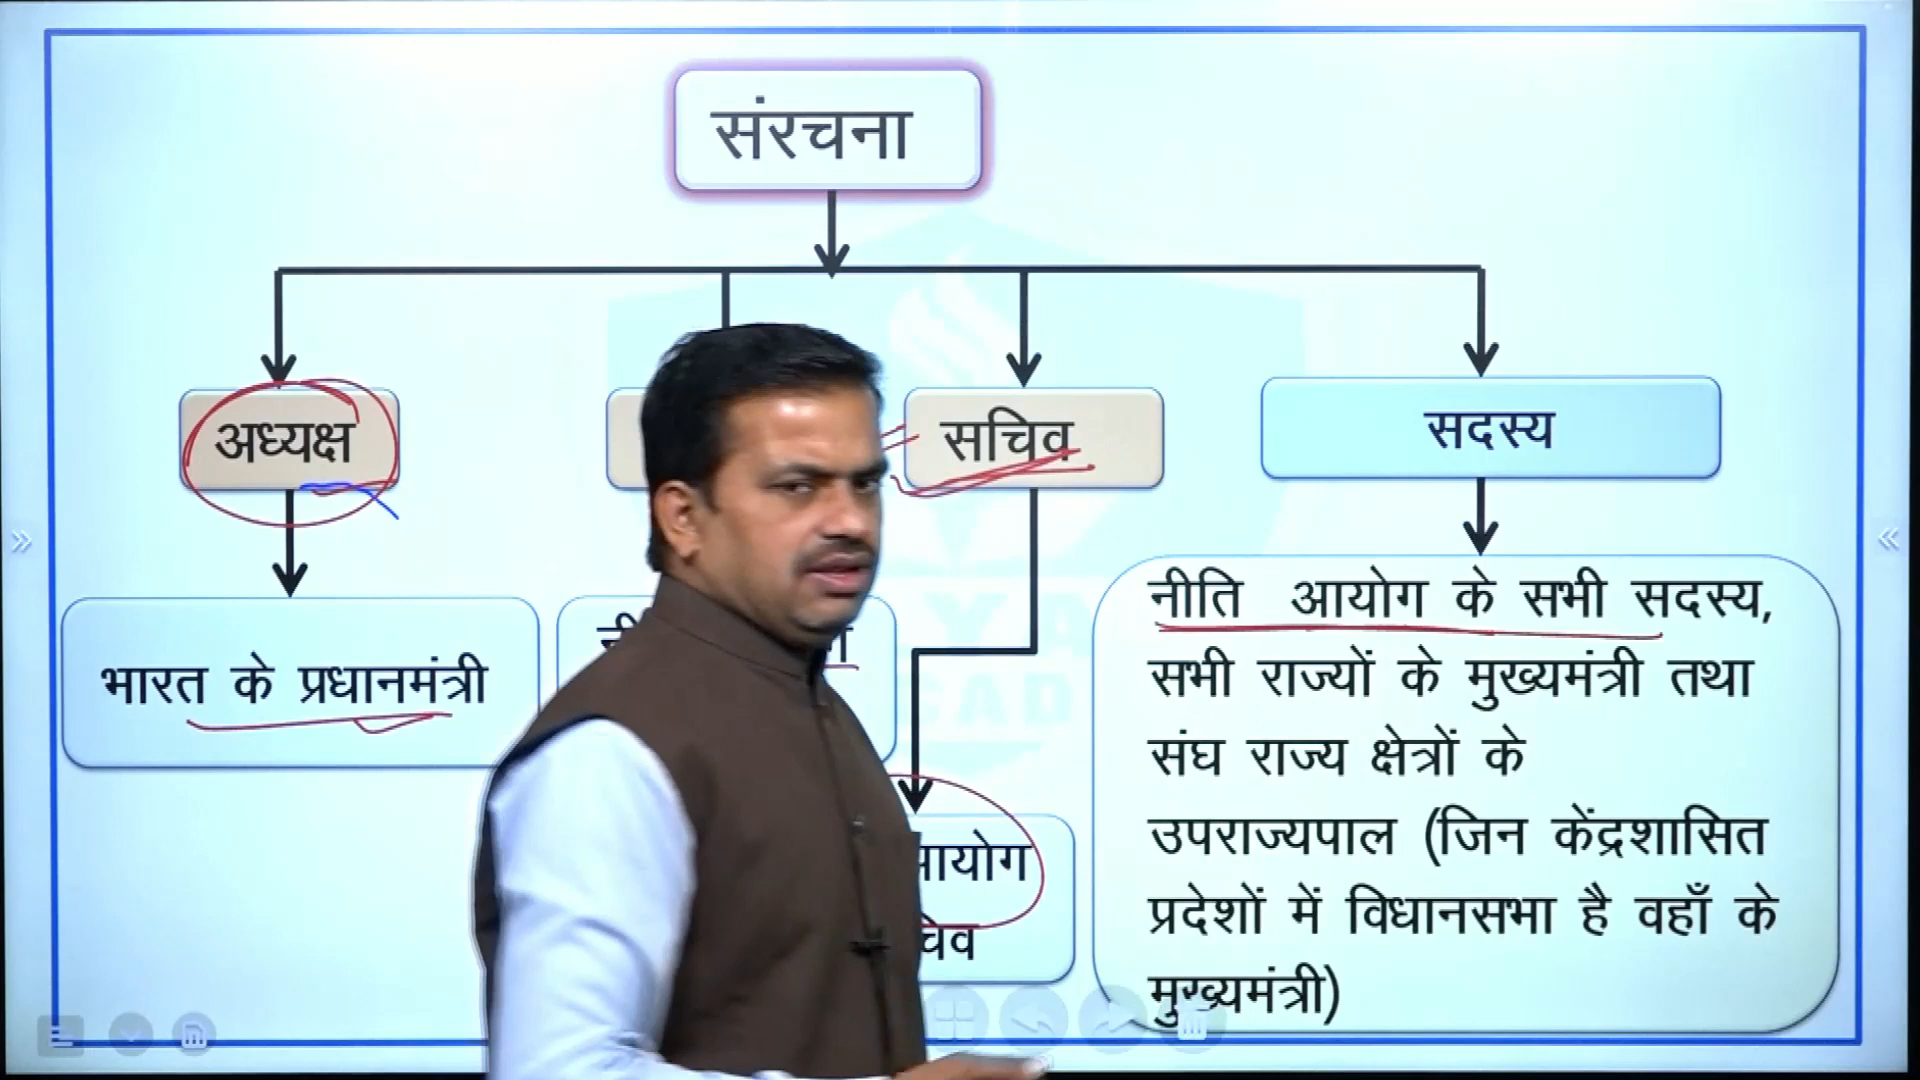 संरचना
अध्यक्ष
सचिव
सदस्य
भारत के प्रधानमंत्री
नीति आयोग के सभी सदस्य,
सभी राज्यों के मुख्यमंत्री तथा
संघ राज्य क्षेत्रों के
उपराज्यपाल (जिन केंद्रशासित
प्रदेशों में विधानसभा है वहाँ के
मुख्यमंत्री)